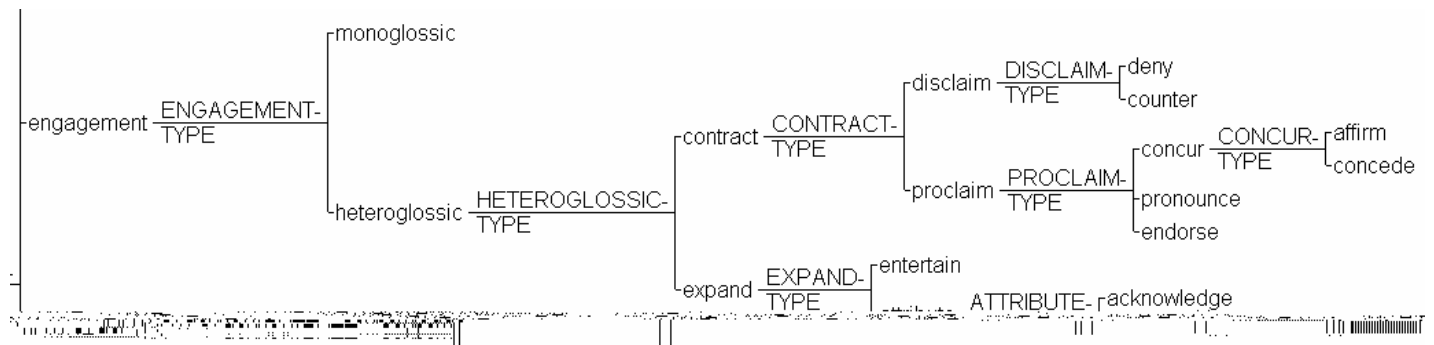 monoglossic
disclaim DISCLAIM-TYPE
deny
counter
engagement ENGAGEMENT-TYPE
contract CONTRACT-TYPE
concur CONCUR-TYPE
affirm
concede
proclaim PROCLAIM-TYPE
pronounce
heteroglossic HETEROGLOSSIC-TYPE
endorse
entertain
expand EXPAND-TYPE
ATTRIBUTE-
acknowledge